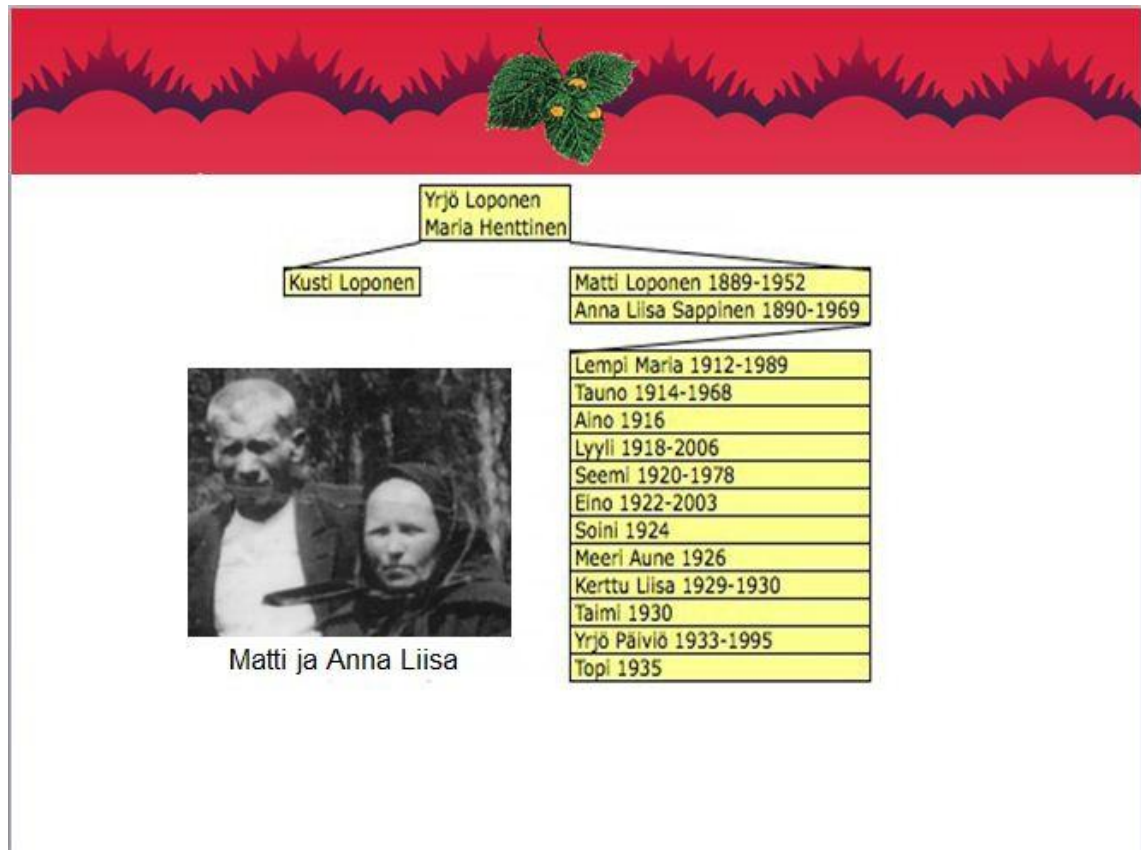 Yrjö Loponen
Maria Henttinen
Kusti Loponen
Matti Loponen 1889-1952
Anna Liisa Sappinen 1890-1969
Lempi Maria 1912-1989
Tauno 1914-1968
Aino 1916
Lyyli 1918-2006
Seemi 1920-1978
Eino 1922-2003
Soini 1924
Meeri Aune 1926
Kerttu Liisa 1929-1930
Taimi 1930
Yrjö Päiviö 1933-1995
Topi 1935
Matti ja Anna Liisa